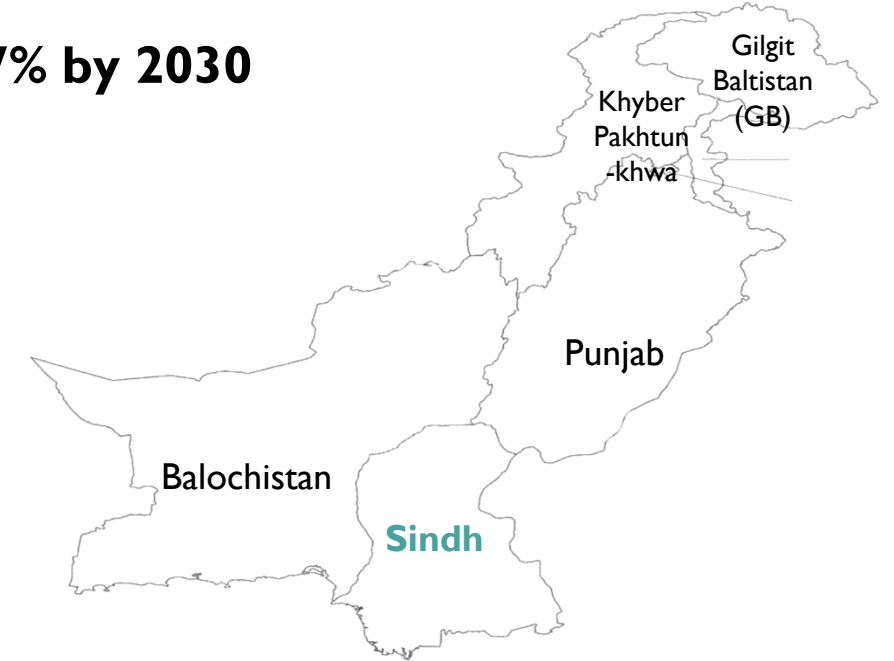 % by 2030
Gilgit
Baltistan
(GB)
Khyber
Pakhtun
-khwa
Punjab
Balochistan
Sindh